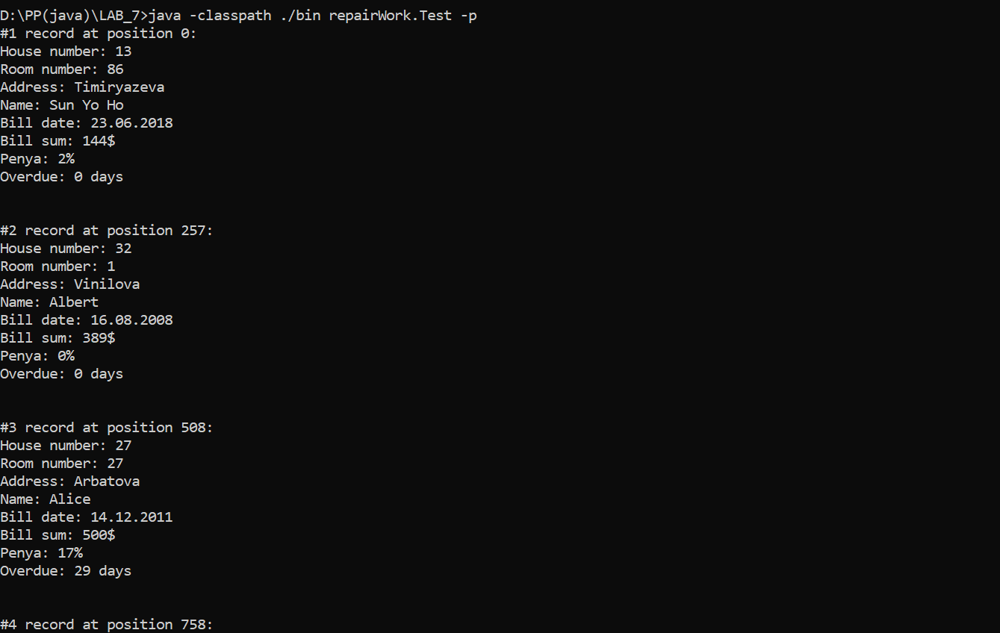 D:\PP(java)\LAB_7>java -classpath ./bin repairWork.Test -p
#1 record at position 0:
House number: 13
Room number: 86
Address: Timiryazeva
Name: Sun Yo Ho
Bill date: 23.06.2018
Bill sum: 144$
Penya: 2%
Overdue: 0 days
#2 record at position 257:
House number: 32
Room number: 1
Address: Vinilova
Name: Albert
Bill date: 16.08.2008
Bill sum: 389$
Penya: 0%
Overdue: 0 days
#3 record at position 508:
House number: 27
Room number: 27
Address: Arbatova
Name: Alice
Bill date: 14.12.2011
Bill sum: 500$
Penya: 17%
Overdue: 29 days
#4 record at position 758: